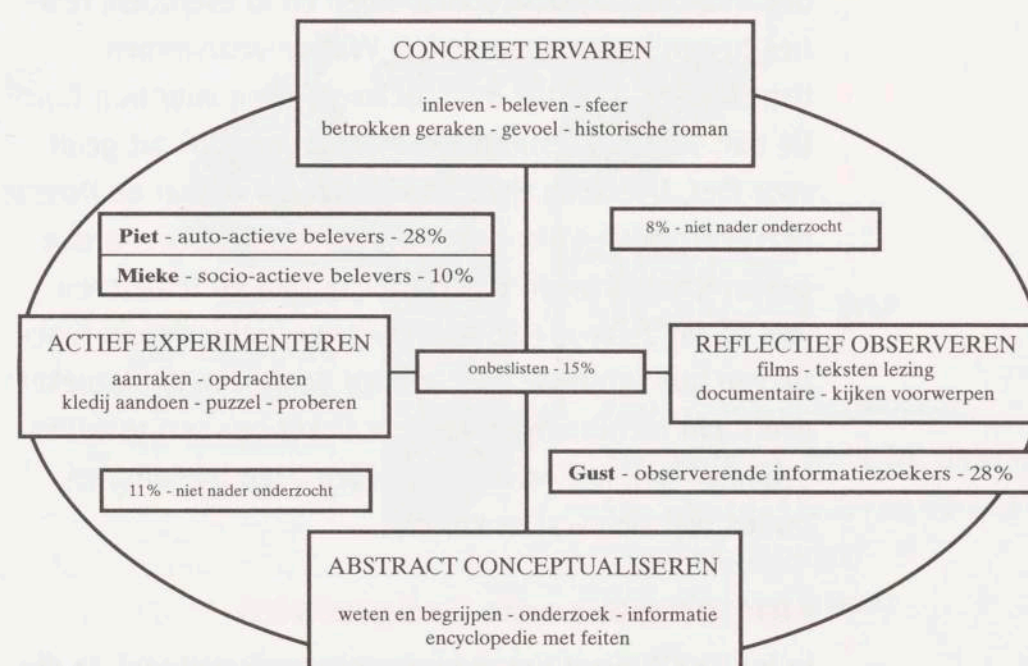 CONCREET ERVAREN
inleven - beleven - sfeer
betrokken geraken - gevoel - historische roman
8% - niet nader onderzocht
Piet - auto-actieve belevers - 28%
Mieke - socio-actieve belevers - 10%
ACTIEF EXPERIMENTEREN
aanraken - opdrachten
kledij aandoen - puzzel - proberen
onbeslisten - 15%
REFLECTIEF OBSERVEREN
films - teksten lezing
documentaire - kijken voorwerpen
Gust - observerende informatiezoekers - 28%
11% - niet nader onderzocht
ABSTRACT CONCEPTUALISEREN
weten en begrijpen - onderzoek - informatie
encyclopedie met feiten